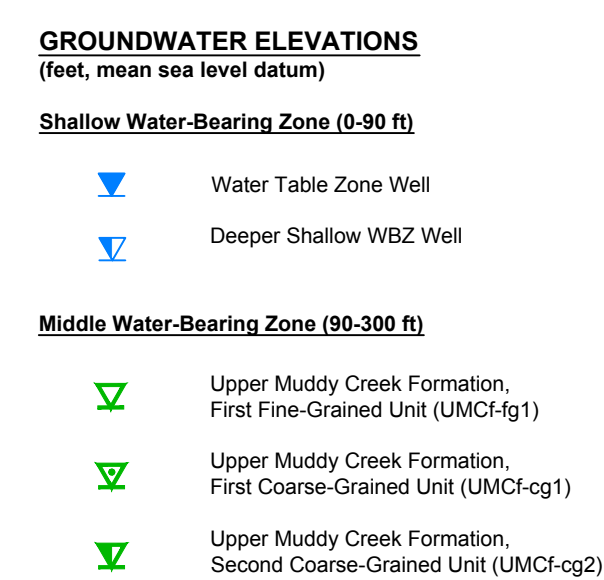 GROUNDWATER ELEVATIONS
(feet, mean sea level datum)
Shallow Water-Bearing Zone (0-90 ft)
Water Table Zone Well
Deeper Shallow WBZ Well
Middle Water-Bearing Zone (90-300 ft)
Upper Muddy Creek Formation,
First Fine-Grained Unit (UMCf-fg1)
Upper Muddy Creek Formation,
First Coarse-Grained Unit (UMCf-cg1)
Upper Muddy Creek Formation,
Second Coarse-Grained Unit (UMCf-cg2)